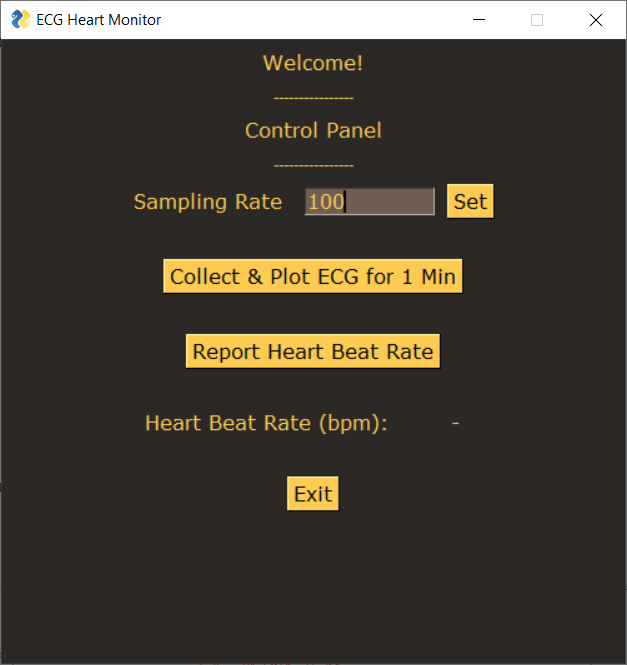 ECG Heart Monitor
Welcome!
----------------
Control Panel
----------------
Sampling Rate 100 Set
Collect & Plot ECG for 1 Min
Report Heart Beat Rate
Heart Beat Rate (bpm): -
Exit